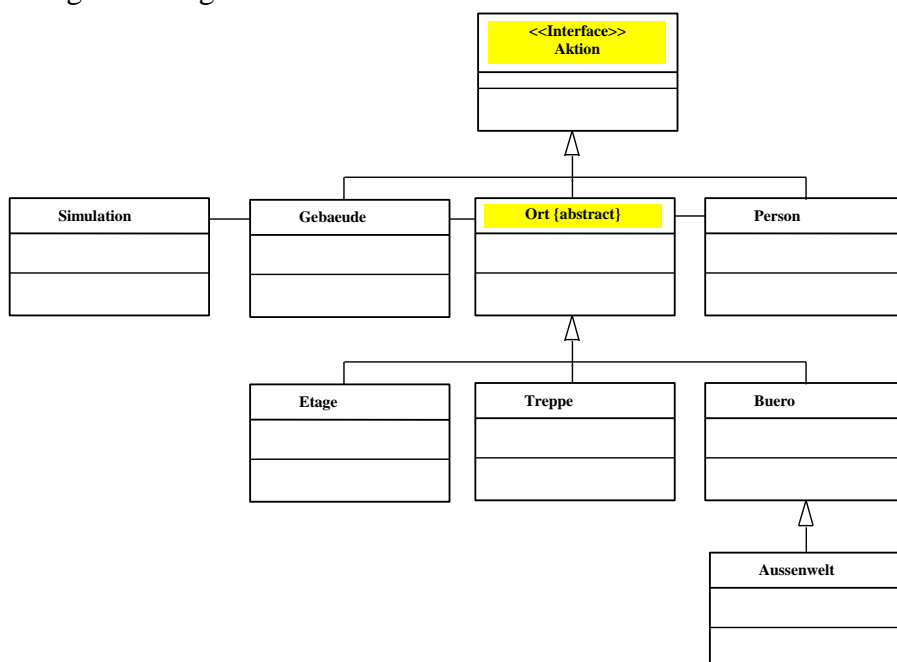 <<Interface>>
Aktion
Simulation
Gebaeude
Ort {abstract}
Person
Etage
Treppe
Buero
Aussenwelt